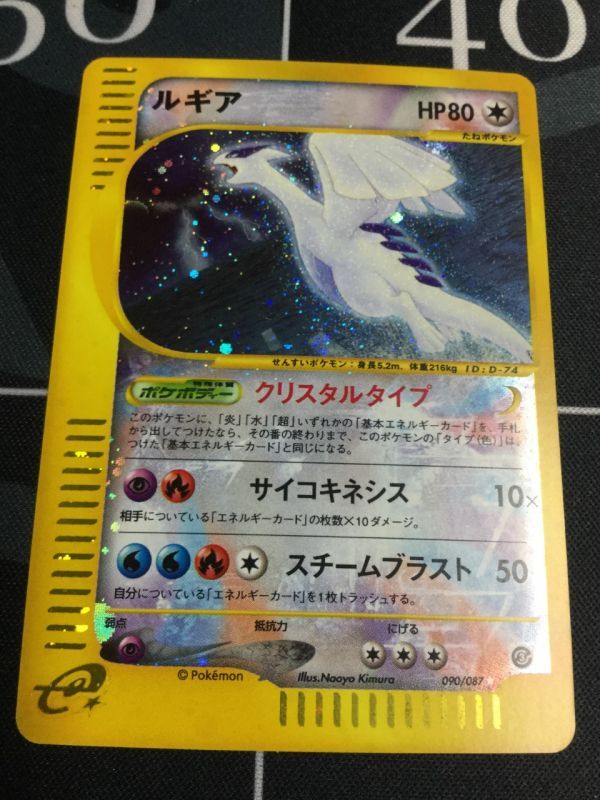 40
ルギア HP80
たねポケモン
せんすいポケモン：身長5.2m、体重216kg ID:D-74
特殊体質
ポケボディー クリスタルタイプ
このポケモンに、「炎」「水」「超」いずれかの「基本エネルギーカード」を、手札
から出してつけたなら、その番の終わりまで、このポケモンの「タイプ（色）」は、
つけた「基本エネルギーカード」と同じになる。
サイコキネシス 10×
相手についている「エネルギーカード」の枚数×10ダメージ。
スチームブラスト 50
自分についている「エネルギーカード」を1枚トラッシュする。
弱点 抵抗力 にげる
© Pokémon Illus.Naoyo Kimura 090/087